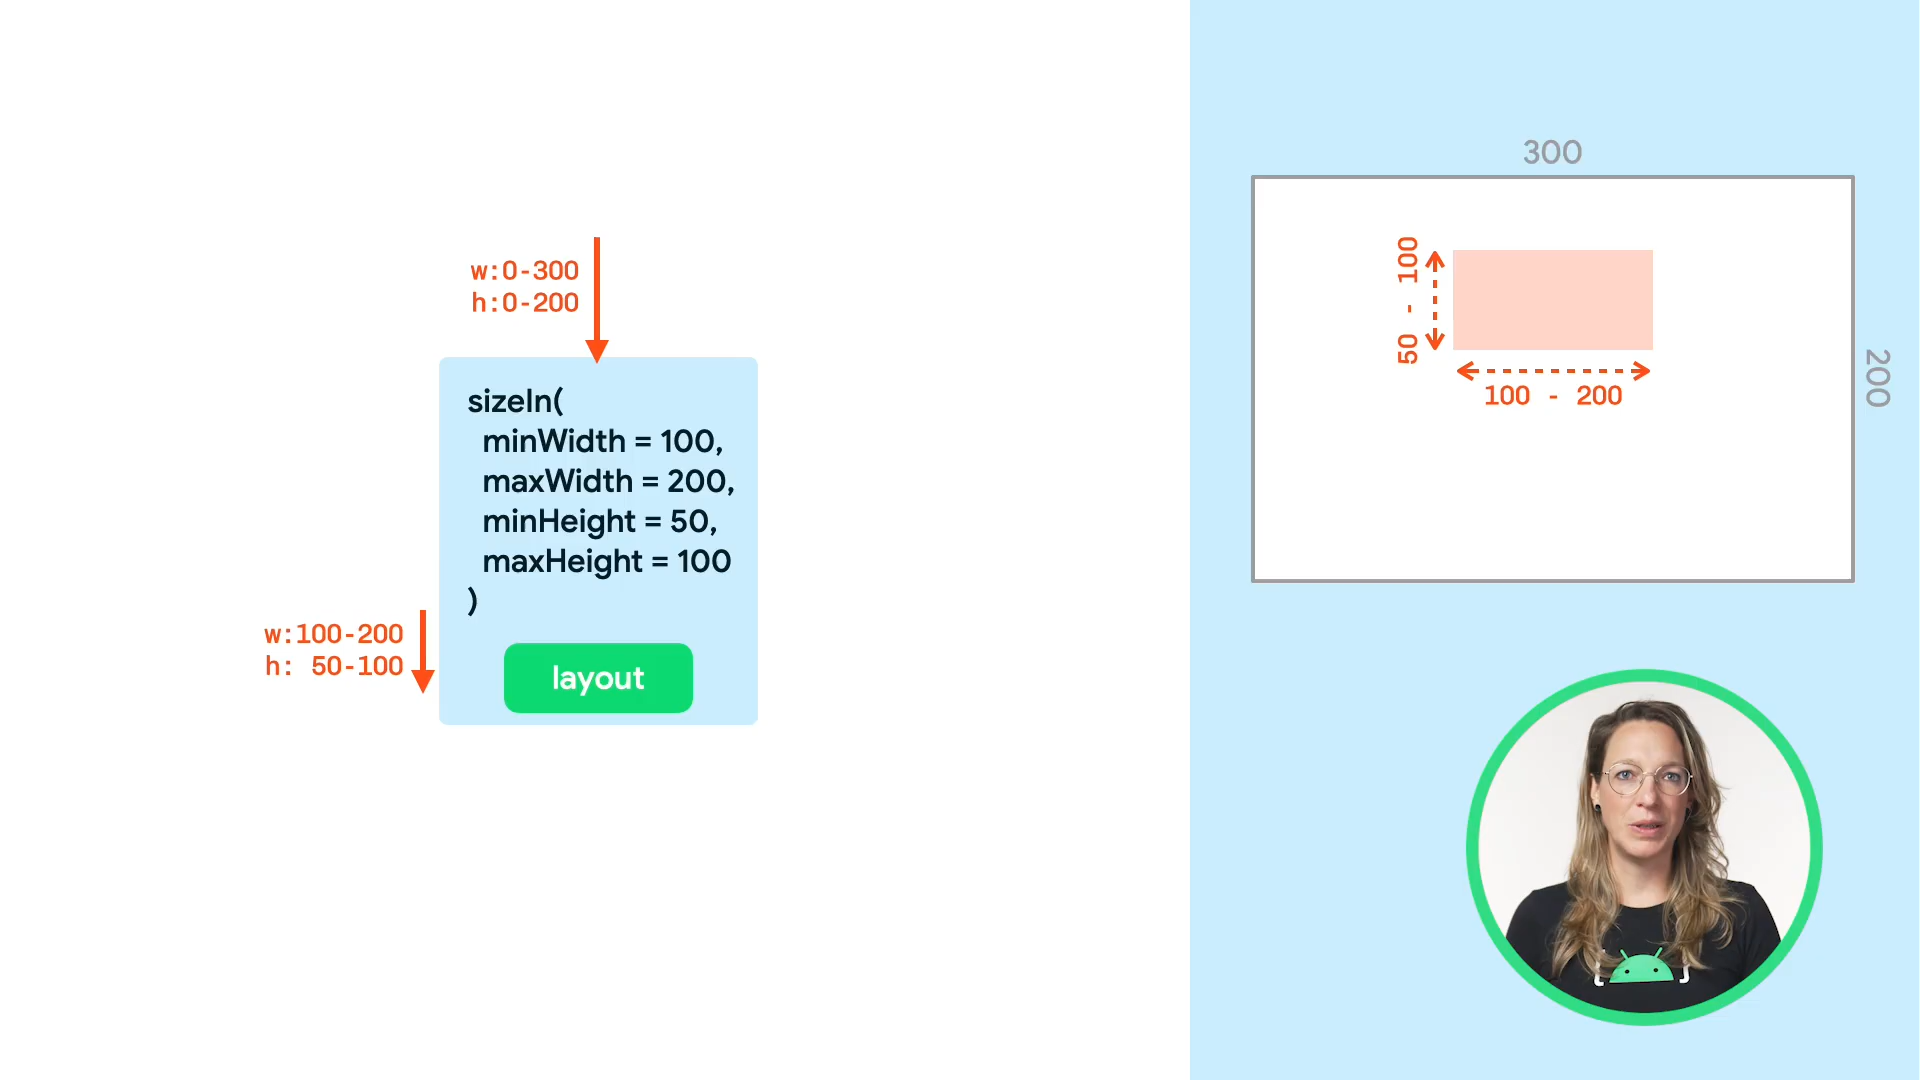 w:0-300
h:0-200
sizeIn(
minWidth = 100,
maxWidth = 200,
minHeight = 50,
maxHeight = 100
)
w:100-200
h: 50-100
layout
300
50 - 100
100 - 200
200
[ ]